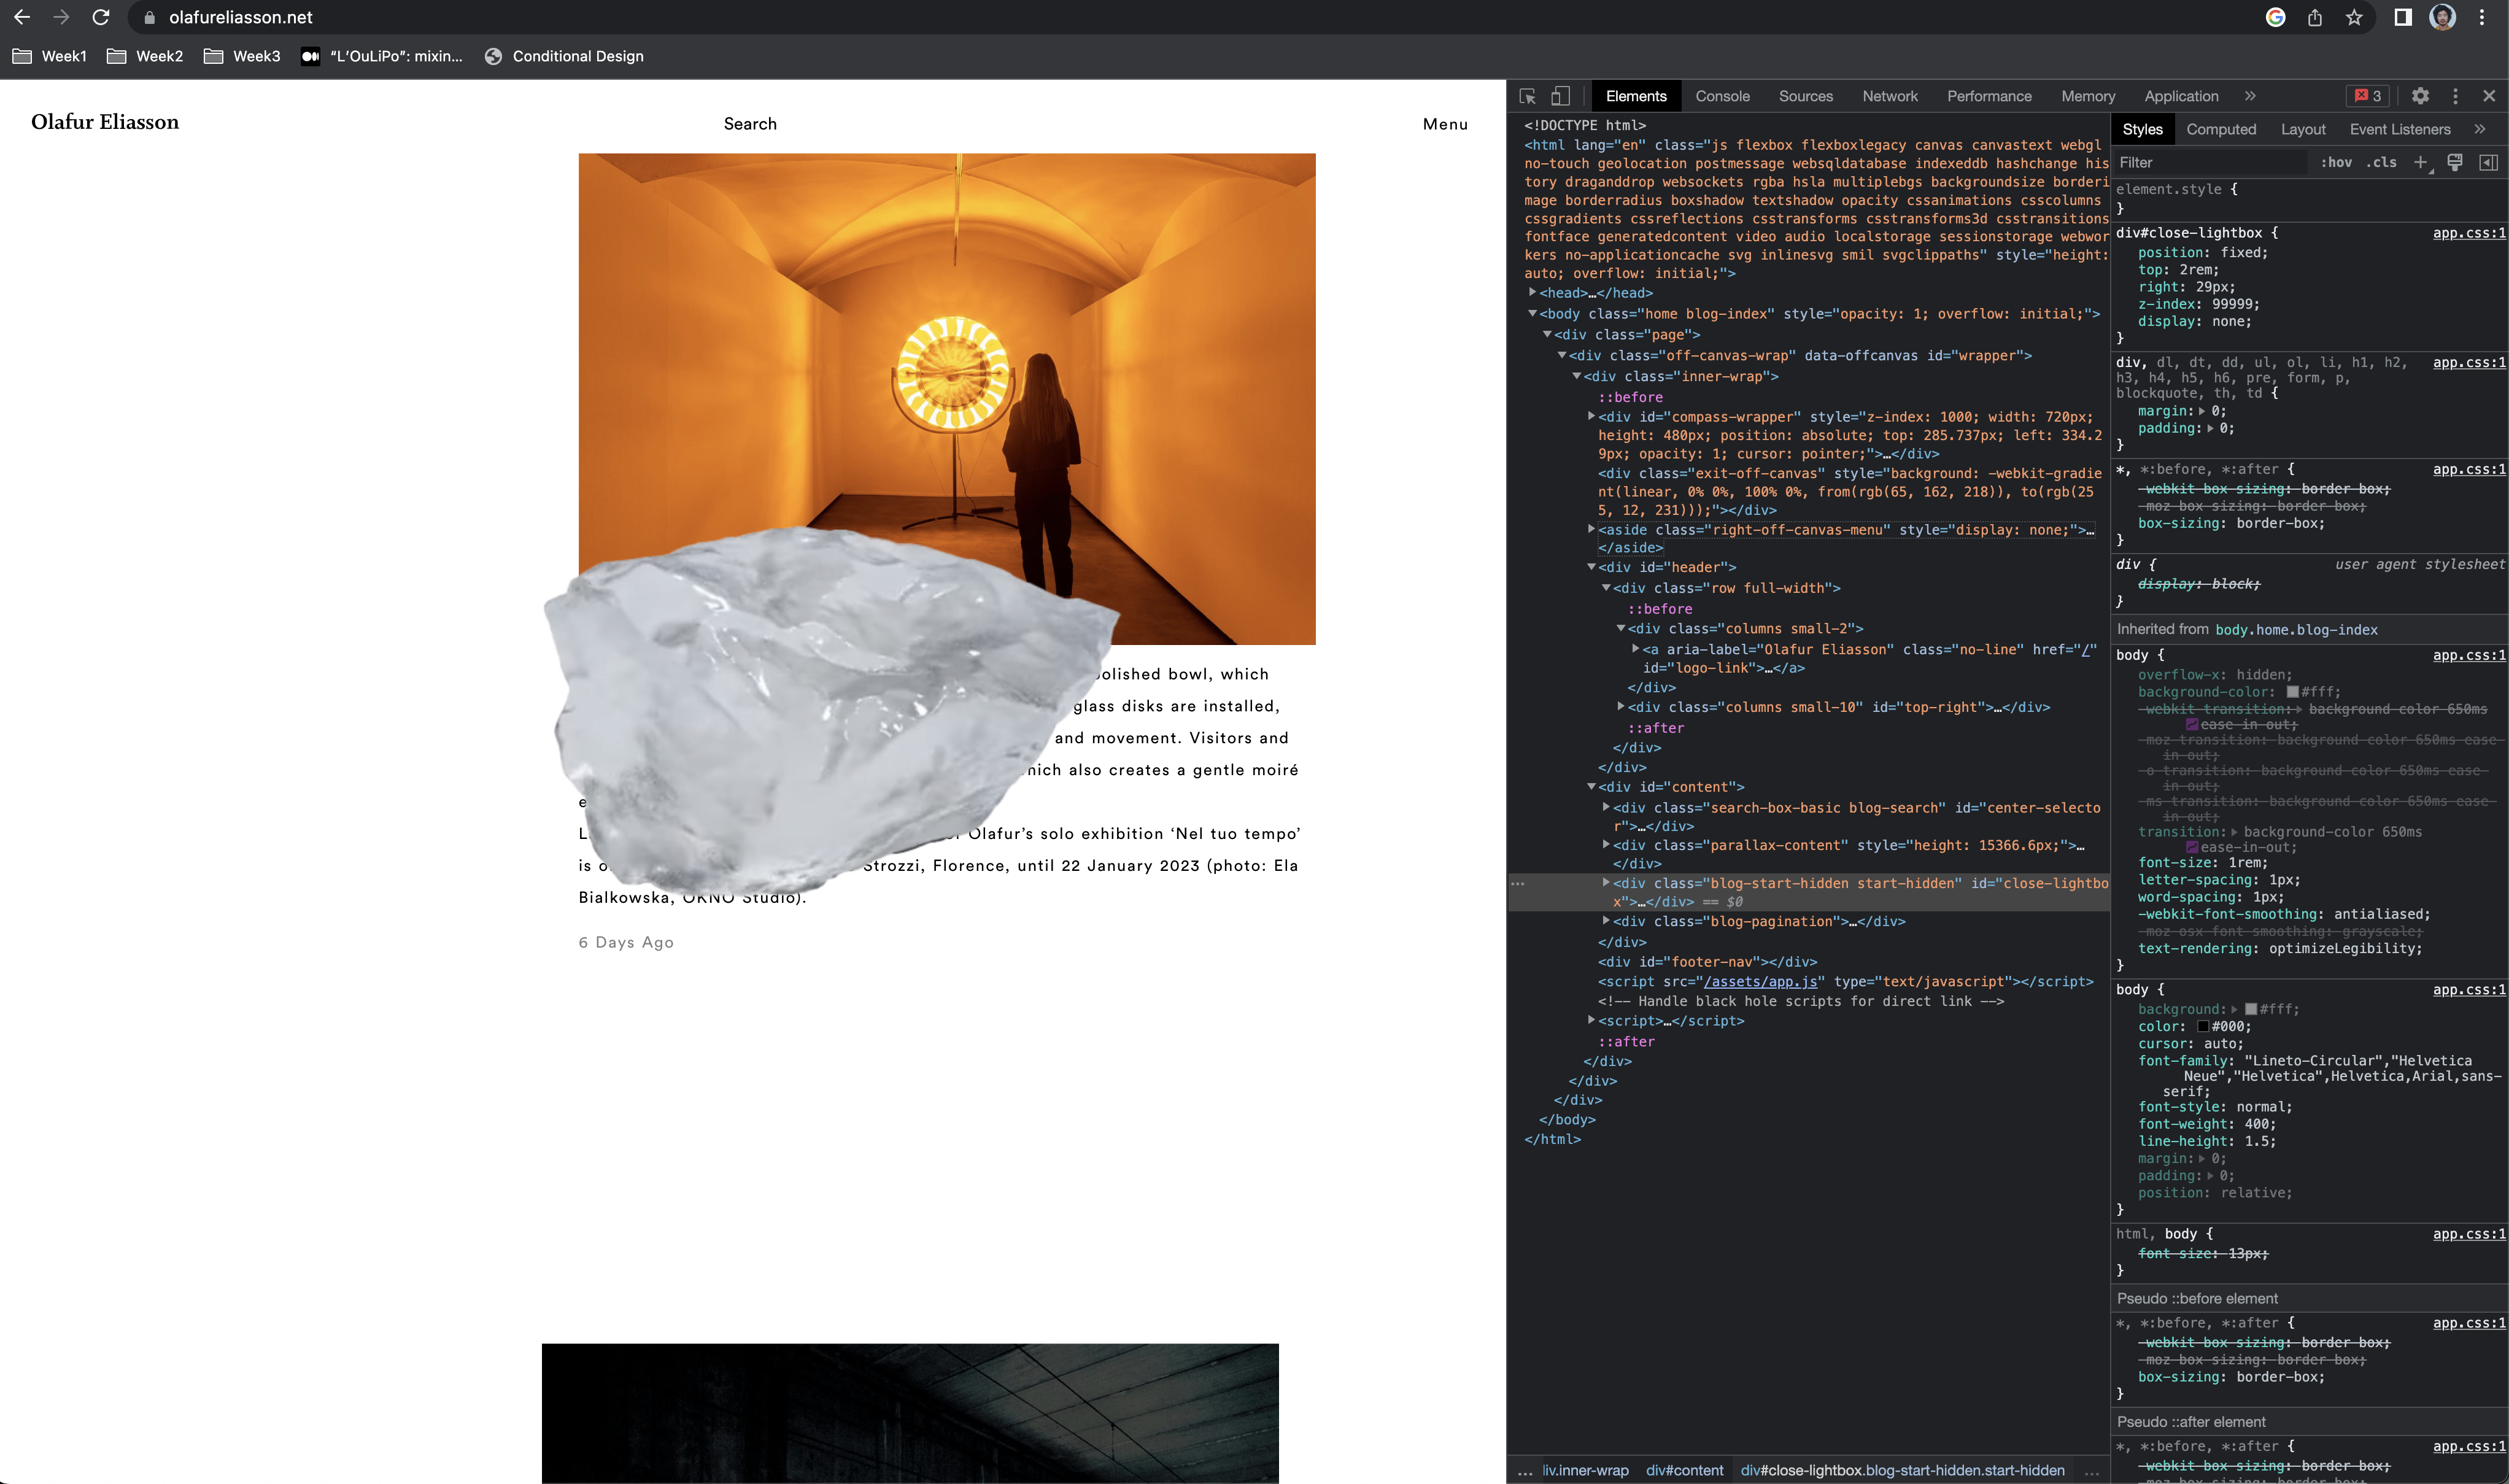 olafureliasson.net
Week1
Week2
Week3
“L’OuLiPo”: mixin...
Conditional Design
Olafur Eliasson
Search
Menu
polished bowl, which
glass disks are installed,
and movement. Visitors and
which also creates a gentle moiré
Olafur’s solo exhibition ‘Nel tuo tempo’
Strozzi, Florence, until 22 January 2023 (photo: Ela
Bialkowska, OKNO Studio).
6 Days Ago
Elements
Console
Sources
Network
Performance
Memory
Application
3
<!DOCTYPE html>
<html lang="en" class="js flexbox flexboxlegacy canvas canvastext webgl
no-touch geolocation postmessage websqldatabase indexeddb hashchange his
tory draganddrop websockets rgba hsla multiplebgs backgroundsize borderi
mage borderradius boxshadow textshadow opacity cssanimations csscolumns
cssgradients cssreflections csstransforms csstransforms3d csstransitions
fontface generatedcontent video audio localstorage sessionstorage webwor
kers no-applicationcache svg inlinesvg smil svgclippaths" style="height:
auto; overflow: initial;">
<head>…</head>
<body class="home blog-index" style="opacity: 1; overflow: initial;">
<div class="page">
<div class="off-canvas-wrap" data-offcanvas id="wrapper">
<div class="inner-wrap">
::before
<div id="compass-wrapper" style="z-index: 1000; width: 720px;
height: 480px; position: absolute; top: 285.737px; left: 334.2
9px; opacity: 1; cursor: pointer;">…</div>
<div class="exit-off-canvas" style="background: -webkit-gradie
nt(linear, 0% 0%, 100% 0%, from(rgb(65, 162, 218)), to(rgb(25
5, 12, 231)));"></div>
<aside class="right-off-canvas-menu" style="display: none;">…
</aside>
<div id="header">
<div class="row full-width">
::before
<div class="columns small-2">
<a aria-label="Olafur Eliasson" class="no-line" href="/"
id="logo-link">…</a>
</div>
<div class="columns small-10" id="top-right">…</div>
::after
</div>
</div>
<div id="content">
<div class="search-box-basic blog-search" id="center-selecto
r">…</div>
<div class="parallax-content" style="height: 15366.6px;">…
</div>
<div class="blog-start-hidden start-hidden" id="close-lightbo
x">…</div> == $0
<div class="blog-pagination">…</div>
</div>
<div id="footer-nav"></div>
<script src="/assets/app.js" type="text/javascript"></script>
<!-- Handle black hole scripts for direct link -->
<script>…</script>
::after
</div>
</div>
</div>
</body>
</html>
... div.inner-wrap div#content div#close-lightbox.blog-start-hidden.start-hidden ...
Styles
Computed
Layout
Event Listeners
Filter
:hov .cls
element.style {
}
div#close-lightbox { app.css:1
position: fixed;
top: 2rem;
right: 29px;
z-index: 99999;
display: none;
}
div, dl, dt, dd, ul, ol, li, h1, h2, app.css:1
h3, h4, h5, h6, pre, form, p,
blockquote, th, td {
margin: 0;
padding: 0;
}
*, *:before, *:after { app.css:1
-webkit-box-sizing: border-box;
-moz-box-sizing: border-box;
box-sizing: border-box;
}
div { user agent stylesheet
display: block;
}
Inherited from body.home.blog-index
body { app.css:1
overflow-x: hidden;
background-color: #fff;
-webkit-transition: background-color 650ms
ease-in-out;
-moz-transition: background-color 650ms ease-
in-out;
-o-transition: background-color 650ms ease-
in-out;
-ms-transition: background-color 650ms ease-
in-out;
transition: background-color 650ms
ease-in-out;
font-size: 1rem;
letter-spacing: 1px;
word-spacing: 1px;
-webkit-font-smoothing: antialiased;
-moz-osx-font-smoothing: grayscale;
text-rendering: optimizeLegibility;
}
body { app.css:1
background: #fff;
color: #000;
cursor: auto;
font-family: "Lineto-Circular","Helvetica
Neue","Helvetica",Helvetica,Arial,sans-
serif;
font-style: normal;
font-weight: 400;
line-height: 1.5;
margin: 0;
padding: 0;
position: relative;
}
html, body { app.css:1
font-size: 13px;
}
Pseudo ::before element
*, *:before, *:after { app.css:1
-webkit-box-sizing: border-box;
-moz-box-sizing: border-box;
box-sizing: border-box;
}
Pseudo ::after element
*, *:before, *:after { app.css:1
-webkit-box-sizing: border-box;
-moz-box-sizing: border-box;